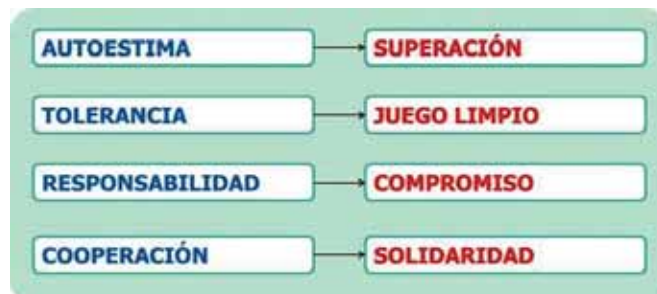 AUTOESTIMA SUPERACIÓN
TOLERANCIA JUEGO LIMPIO
RESPONSABILIDAD COMPROMISO
COOPERACIÓN SOLIDARIDAD